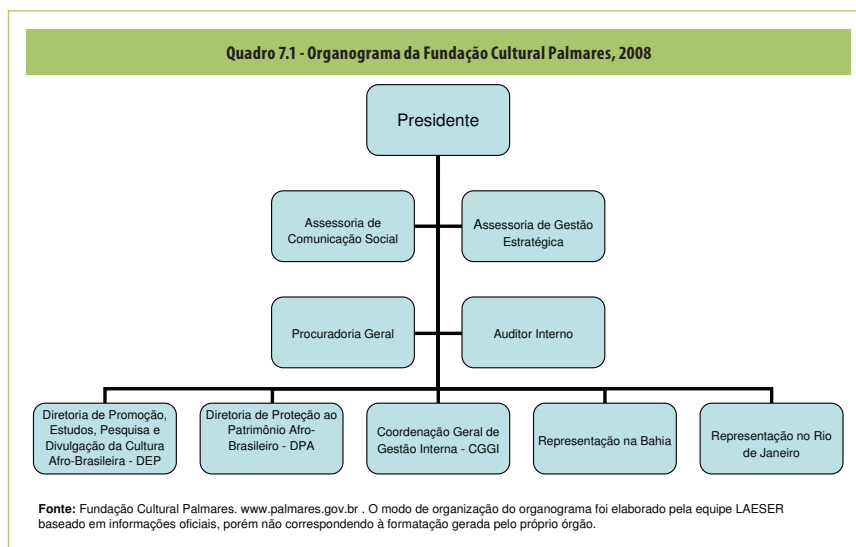 Quadro 7.1 - Organograma da Fundação Cultural Palmares, 2008
Presidente
Assessoria de
Comunicação Social
Assessoria de Gestão
Estratégica
Procuradoria Geral
Auditor Interno
Diretoria de Promoção,
Estudos, Pesquisa e
Divulgação da Cultura
Afro-Brasileira - DEP
Diretoria de Proteção ao
Patrimônio Afro-
Brasileiro - DPA
Coordenação Geral de
Gestão Interna - CGGI
Representação na Bahia
Representação no Rio
de Janeiro
Fonte: Fundação Cultural Palmares. www.palmares.gov.br . O modo de organização do organograma foi elaborado pela equipe LAESER
baseado em informações oficiais, porém não correspondendo à formatação gerada pelo próprio órgão.